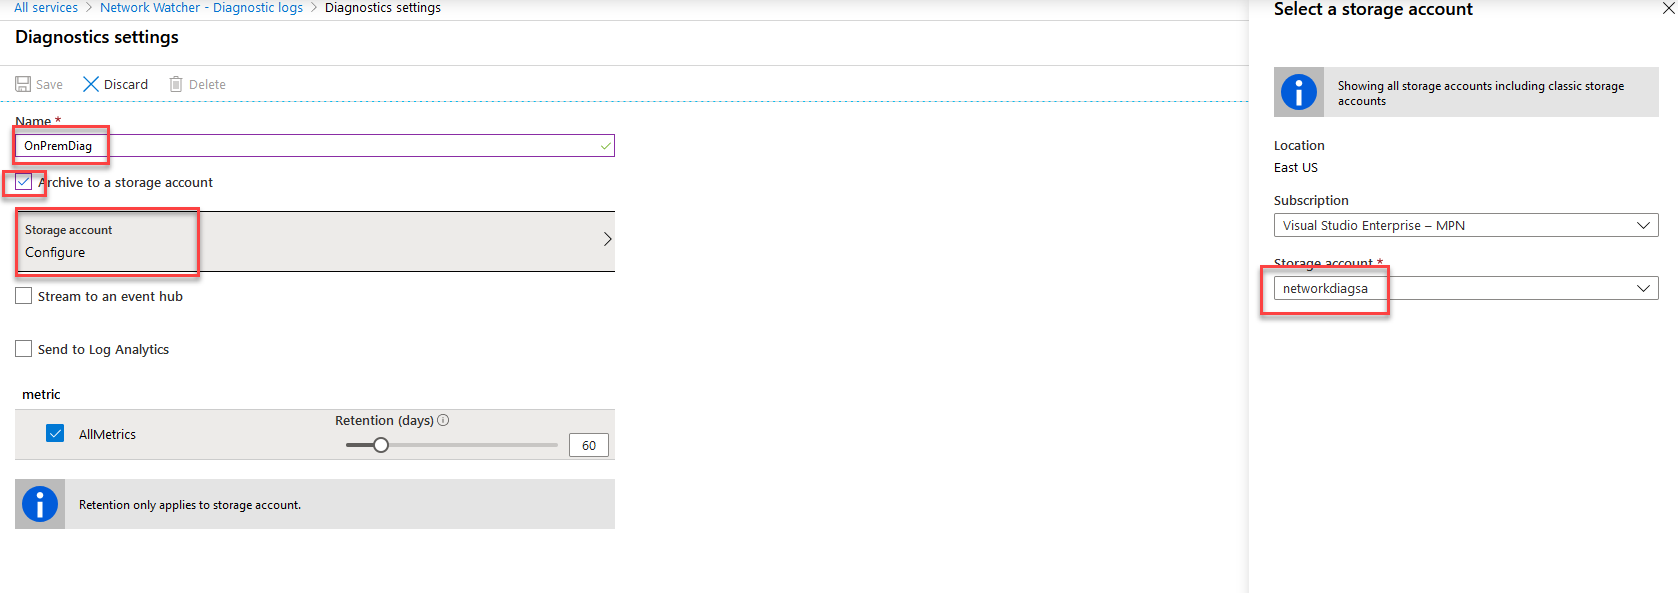 All services > Network Watcher - Diagnostic logs > Diagnostics settings
Diagnostics settings
Save Discard Delete
Name *
OnPremDiag
Archive to a storage account
Storage account
Configure
Stream to an event hub
Send to Log Analytics
metric
AllMetrics
Retention (days)
60
Retention only applies to storage account.
Select a storage account
Showing all storage accounts including classic storage
accounts
Location
East US
Subscription
Visual Studio Enterprise – MPN
Storage account *
networkdiagsa